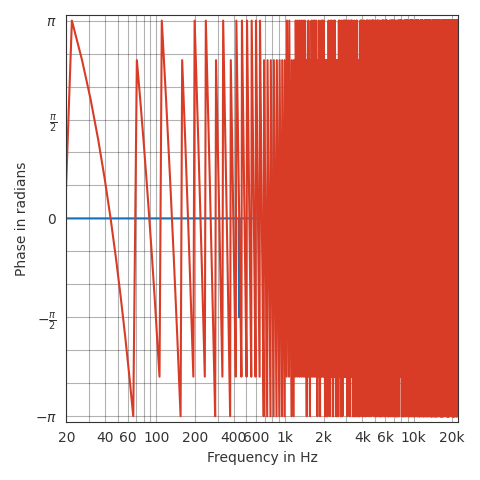 π
π/2
0
−π/2
−π
Phase in radians
20 40 60 100 200 400 600 1k 2k 4k 6k 10k 20k
Frequency in Hz